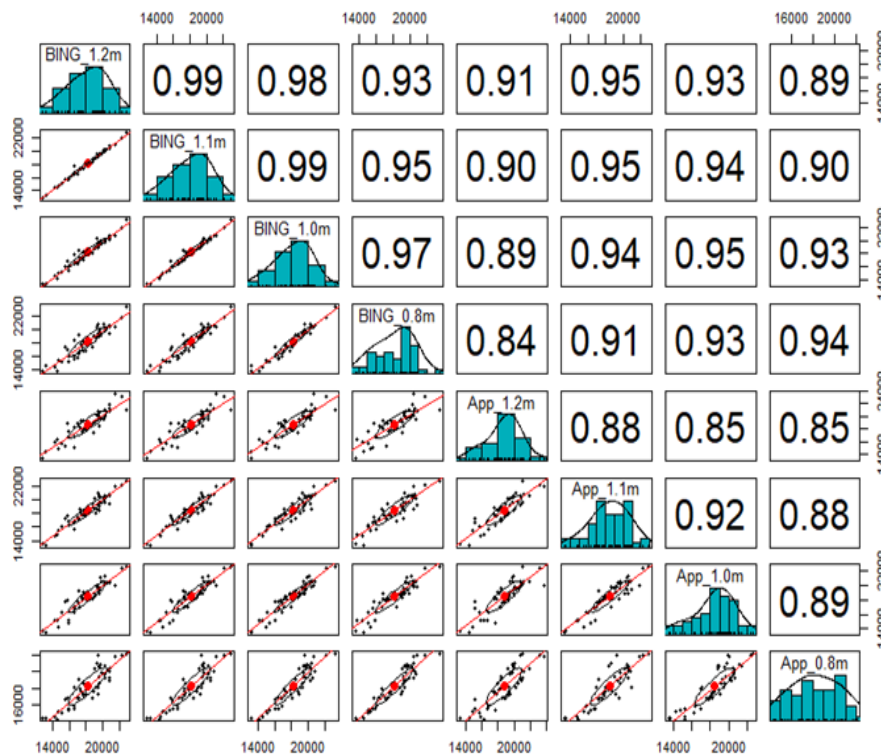 14000 20000 14000 20000 14000 20000 16000 20000
BING_1.2m 0.99 0.98 0.93 0.91 0.95 0.93 0.89
22000 14000 BING_1.1m 0.99 0.95 0.90 0.95 0.94 0.90
BING_1.0m 0.97 0.89 0.94 0.95 0.93
22000 14000 BING_0.8m 0.84 0.91 0.93 0.94
App_1.2m 0.88 0.85 0.85
22000 14000 App_1.1m 0.92 0.88
App_1.0m 0.89
16000 App_0.8m
14000 20000 14000 20000 14000 20000 14000 20000